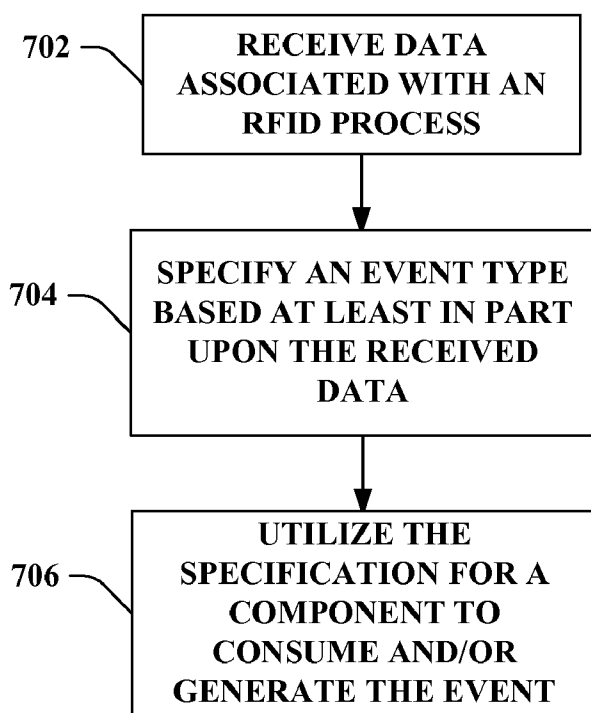 702
RECEIVE DATA
ASSOCIATED WITH AN
RFID PROCESS
704
SPECIFY AN EVENT TYPE
BASED AT LEAST IN PART
UPON THE RECEIVED
DATA
706
UTILIZE THE
SPECIFICATION FOR A
COMPONENT TO
CONSUME AND/OR
GENERATE THE EVENT